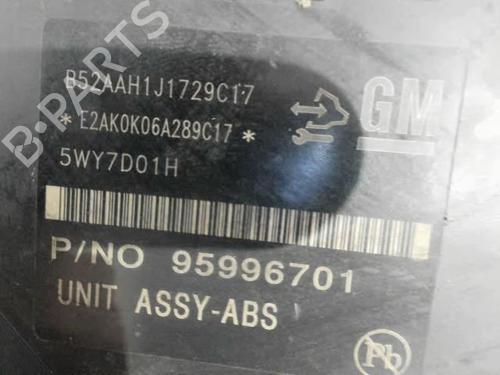 B-PARTS
B52AAH1J1729C17
* E2AK0K06A289C17 *
5WY7D01H
GM
P/NO 95996701
UNIT ASSY-ABS
Pb